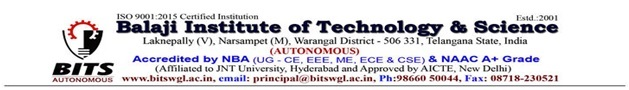 ISO 9001:2015 Certified Institution Estd.:2001
Balaji Institute of Technology & Science
Laknepally (V), Narsampet (M), Warangal District - 506 331, Telangana State, India
(AUTONOMOUS)
Accredited by NBA (UG - CE, EEE, ME, ECE & CSE) & NAAC A+ Grade
(Affiliated to JNT University, Hyderabad and Approved by AICTE, New Delhi)
www.bitswgl.ac.in, email: principal@bitswgl.ac.in, Ph:98660 50044, Fax: 08718-230521
BITS
AUTONOMOUS